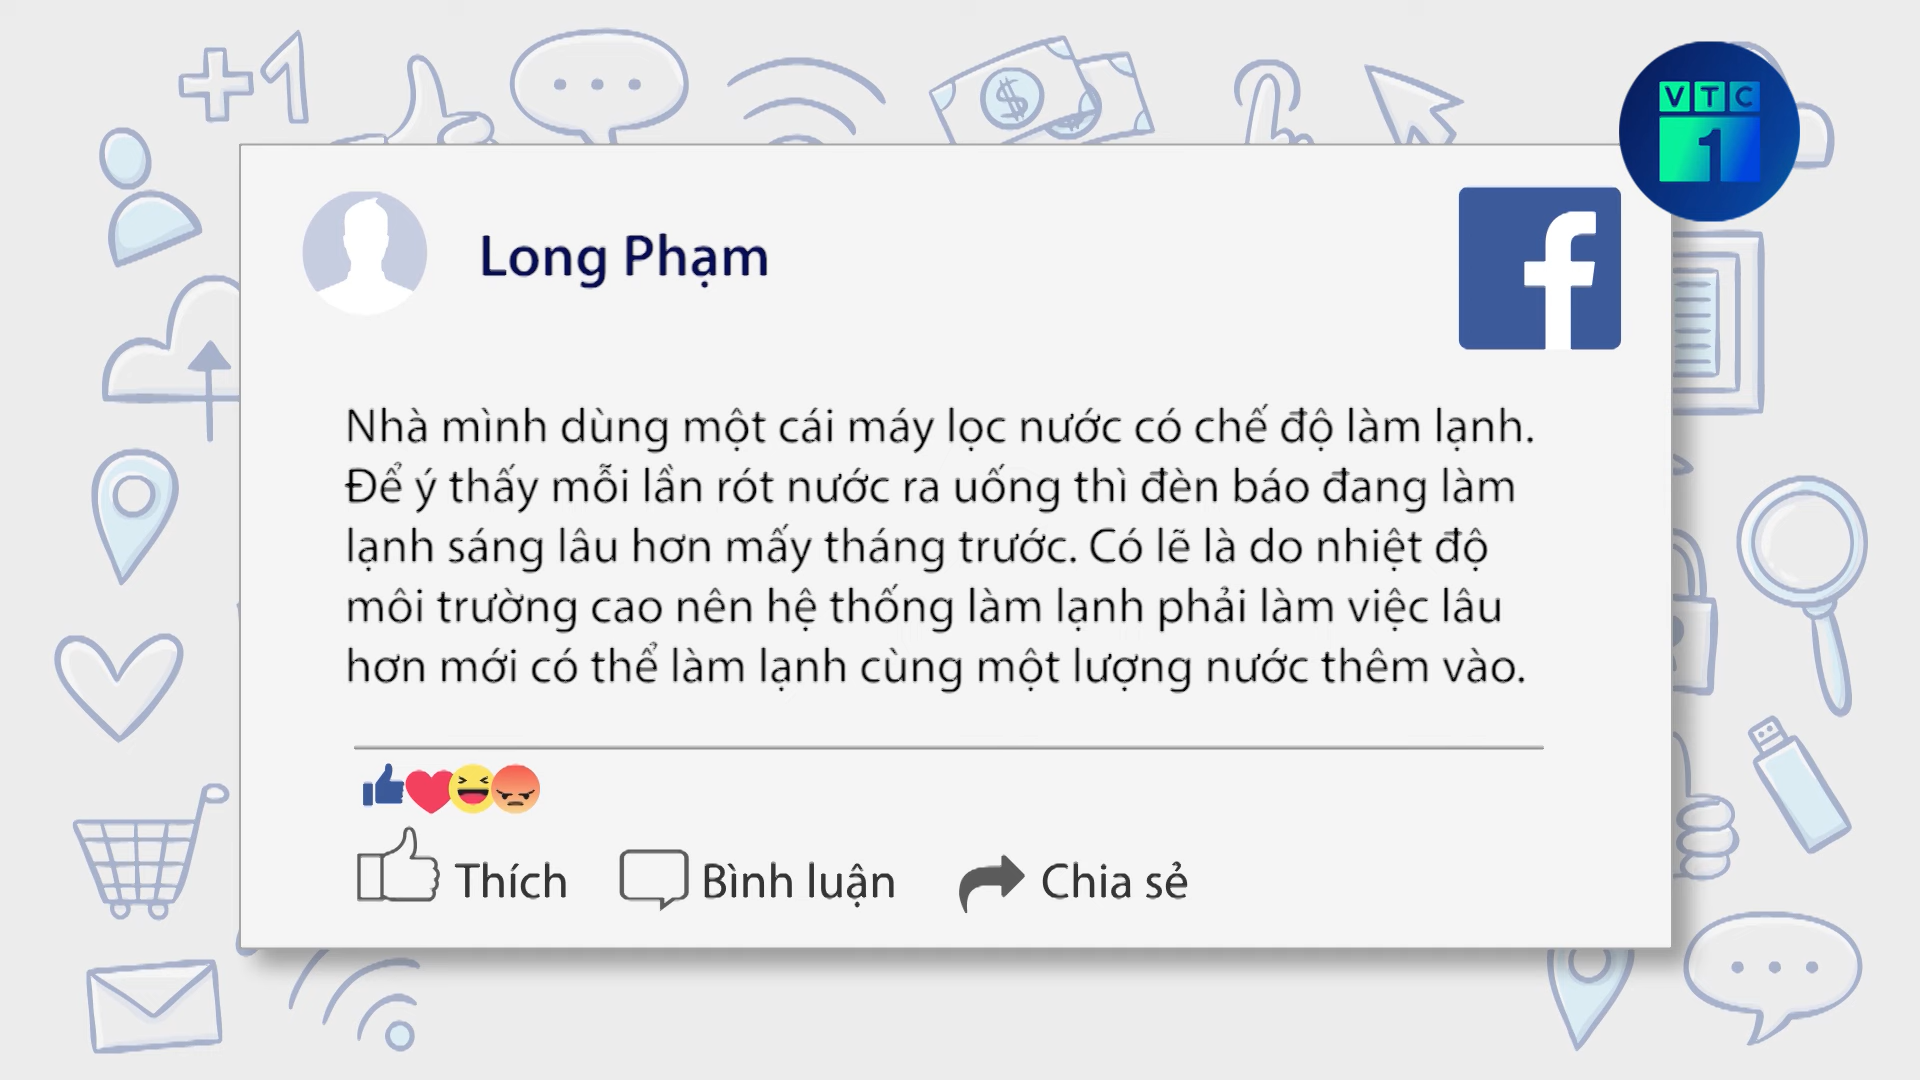 +1
VTC
1
Long Phạm
Nhà mình dùng một cái máy lọc nước có chế độ làm lạnh.
Để ý thấy mỗi lần rót nước ra uống thì đèn báo đang làm
lạnh sáng lâu hơn mấy tháng trước. Có lẽ là do nhiệt độ
môi trường cao nên hệ thống làm lạnh phải làm việc lâu
hơn mới có thể làm lạnh cùng một lượng nước thêm vào.
Thích Bình luận Chia sẻ